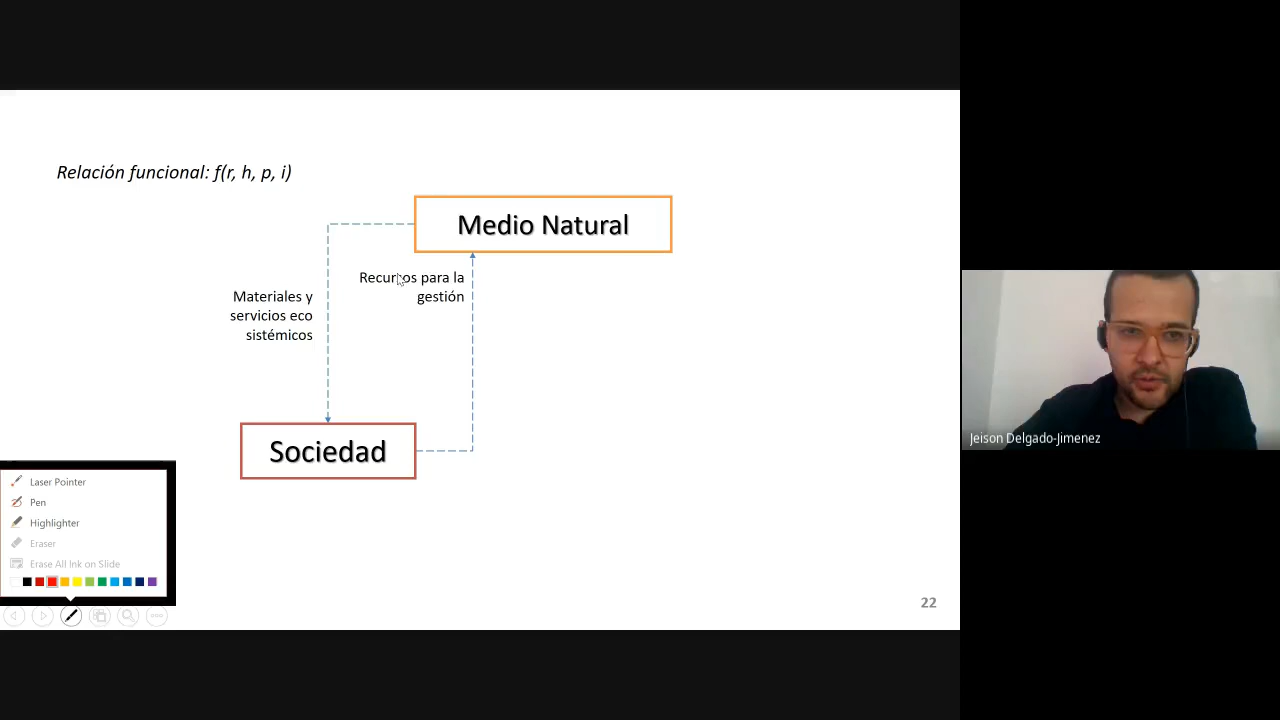 Relación funcional: f(r, h, p, i)
Medio Natural
Recursos para la
gestión
Materiales y
servicios eco
sistémicos
Sociedad
Jeison Delgado-Jimenez
Laser Pointer
Pen
Highlighter
Eraser
Erase All Ink on Slide
22